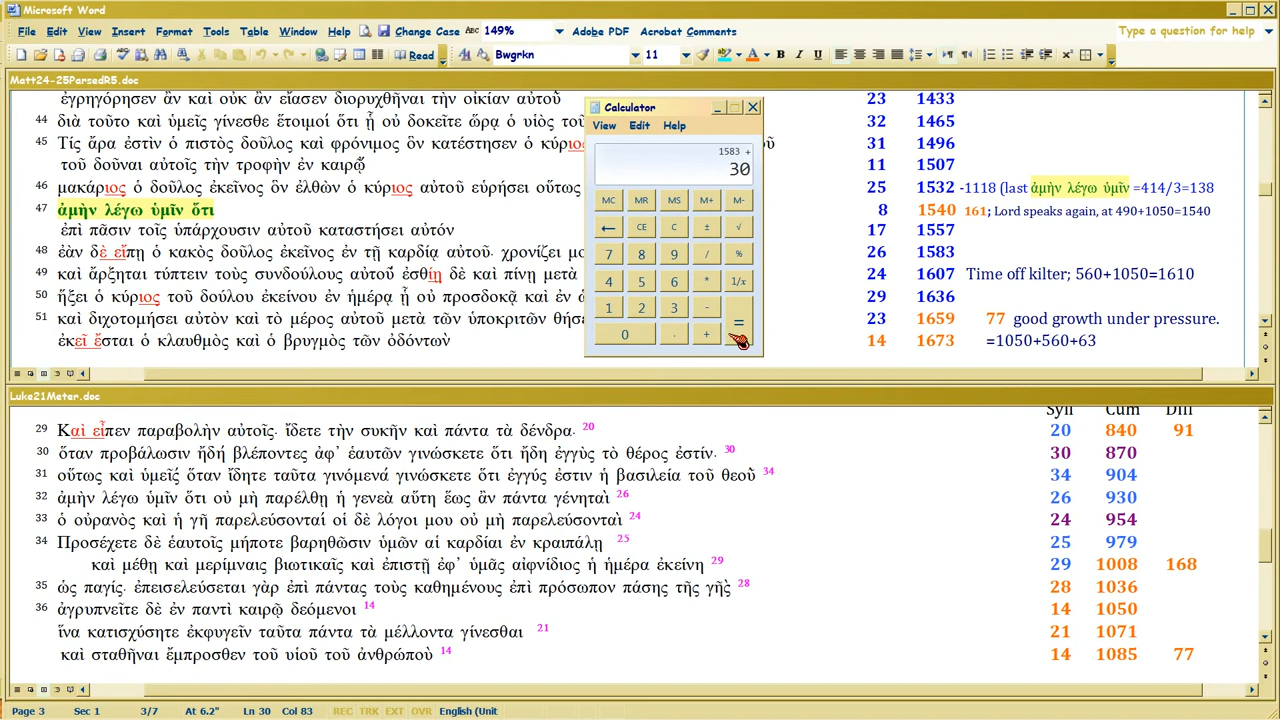 Microsoft Word
File Edit View Insert Format Tools Table Window Help Change Case ABC 149% Adobe PDF Acrobat Comments Type a question for help
Read Bwgrkn 11 B I U
Matt24-25ParsedR5.doc
ἐγρηγόρησεν ἂν καὶ οὐκ ἂν εἴασεν διορυχθῆναι τὴν οἰκίαν αὐτοῦ 23 1433
44 διὰ τοῦτο καὶ ὑμεῖς γίνεσθε ἕτοιμοί ὅτι ᾗ οὐ δοκεῖτε ὥρᾳ ὁ υἱὸς τοῦ 32 1465
45 Τίς ἄρα ἐστὶν ὁ πιστὸς δοῦλος καὶ φρόνιμος ὃν κατέστησεν ὁ κύριος 31 1496
τοῦ δοῦναι αὐτοῖς τὴν τροφὴν ἐν καιρῷ 11 1507
46 μακάριος ὁ δοῦλος ἐκεῖνος ὃν ἐλθὼν ὁ κύριος αὐτοῦ εὑρήσει οὕτως 25 1532 -1118 (last ἀμὴν λέγω ὑμῖν =414/3=138
47 ἀμὴν λέγω ὑμῖν ὅτι 8 1540 161; Lord speaks again, at 490+1050=1540
ἐπὶ πᾶσιν τοῖς ὑπάρχουσιν αὐτοῦ καταστήσει αὐτόν 17 1557
48 ἐὰν δὲ εἴπῃ ὁ κακὸς δοῦλος ἐκεῖνος ἐν τῇ καρδίᾳ αὐτοῦ. χρονίζει μο 26 1583
49 καὶ ἄρξηται τύπτειν τοὺς συνδούλους αὐτοῦ ἐσθίῃ δὲ καὶ πίνῃ μετὰ 24 1607 Time off kilter; 560+1050=1610
50 ἥξει ὁ κύριος τοῦ δούλου ἐκείνου ἐν ἡμέρᾳ ᾗ οὐ προσδοκᾷ καὶ ἐν 29 1636
51 καὶ διχοτομήσει αὐτὸν καὶ τὸ μέρος αὐτοῦ μετὰ τῶν ὑποκριτῶν θήσε 23 1659 77 good growth under pressure.
ἐκεῖ ἔσται ὁ κλαυθμὸς καὶ ὁ βρυγμὸς τῶν ὀδόντων 14 1673 =1050+560+63
Calculator
View Edit Help
1583 +
30
MC MR MS M+ M-
← CE C ± √
7 8 9 / %
4 5 6 * 1/x
1 2 3 - =
0 . +
Luke21Meter.doc
Syll Cum Diff
29 Καὶ εἶπεν παραβολὴν αὐτοῖς· ἴδετε τὴν συκῆν καὶ πάντα τὰ δένδρα· 20 20 840 91
30 ὅταν προβάλωσιν ἤδη βλέποντες ἀφ᾽ ἑαυτῶν γινώσκετε ὅτι ἤδη ἐγγὺς τὸ θέρος ἐστίν· 30 30 870
31 οὕτως καὶ ὑμεῖς ὅταν ἴδητε ταῦτα γινόμενα γινώσκετε ὅτι ἐγγύς ἐστιν ἡ βασιλεία τοῦ θεοῦ 34 34 904
32 ἀμὴν λέγω ὑμῖν ὅτι οὐ μὴ παρέλθῃ ἡ γενεὰ αὕτη ἕως ἂν πάντα γένηται 26 26 930
33 ὁ οὐρανὸς καὶ ἡ γῆ παρελεύσονται οἱ δὲ λόγοι μου οὐ μὴ παρελεύσονται 24 24 954
34 Προσέχετε δὲ ἑαυτοῖς μήποτε βαρηθῶσιν ὑμῶν αἱ καρδίαι ἐν κραιπάλῃ 25 25 979
καὶ μέθῃ καὶ μερίμναις βιωτικαῖς καὶ ἐπιστῇ ἐφ᾽ ὑμᾶς αἰφνίδιος ἡ ἡμέρα ἐκείνη 29 29 1008 168
35 ὡς παγίς. ἐπεισελεύσεται γὰρ ἐπὶ πάντας τοὺς καθημένους ἐπὶ πρόσωπον πάσης τῆς γῆς 28 28 1036
36 ἀγρυπνεῖτε δὲ ἐν παντὶ καιρῷ δεόμενοι 14 14 1050
ἵνα κατισχύσητε ἐκφυγεῖν ταῦτα πάντα τὰ μέλλοντα γίνεσθαι 21 21 1071
καὶ σταθῆναι ἔμπροσθεν τοῦ υἱοῦ τοῦ ἀνθρώπου 14 14 1085 77
Page 3 Sec 1 3/7 At 6.2" Ln 30 Col 83 REC TRK EXT OVR English (Unit